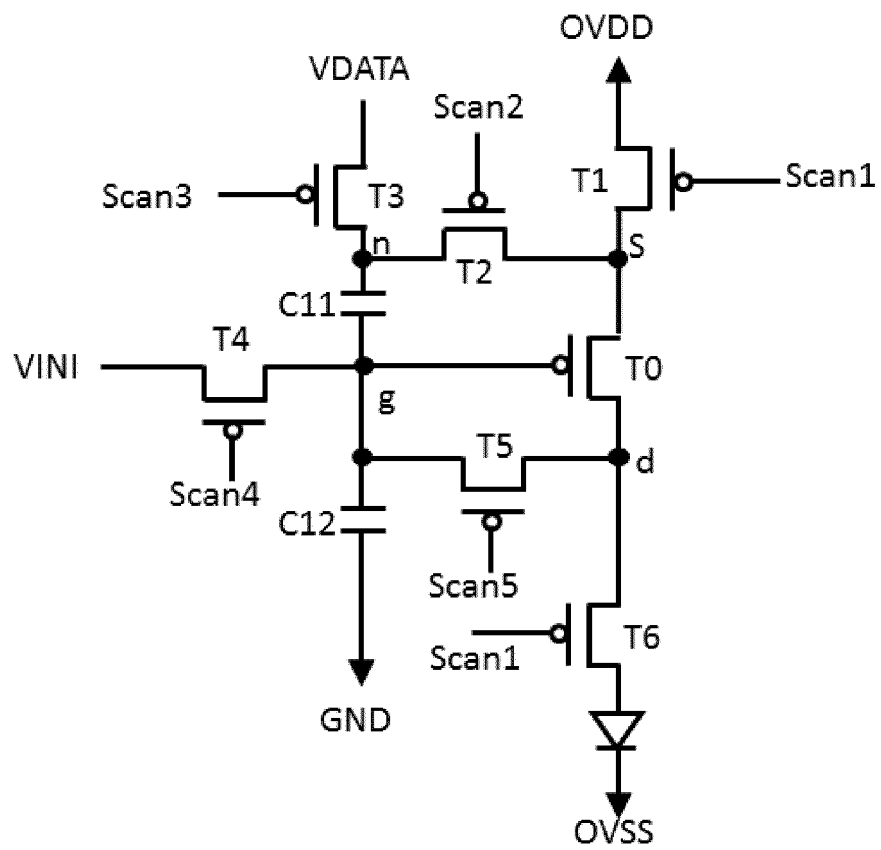 OVDD
VDATA
Scan2
Scan3
T3
T1
Scan1
n
S
T2
C11
T4
VINI
T0
g
T5
d
Scan4
C12
Scan5
T6
Scan1
GND
OVSS